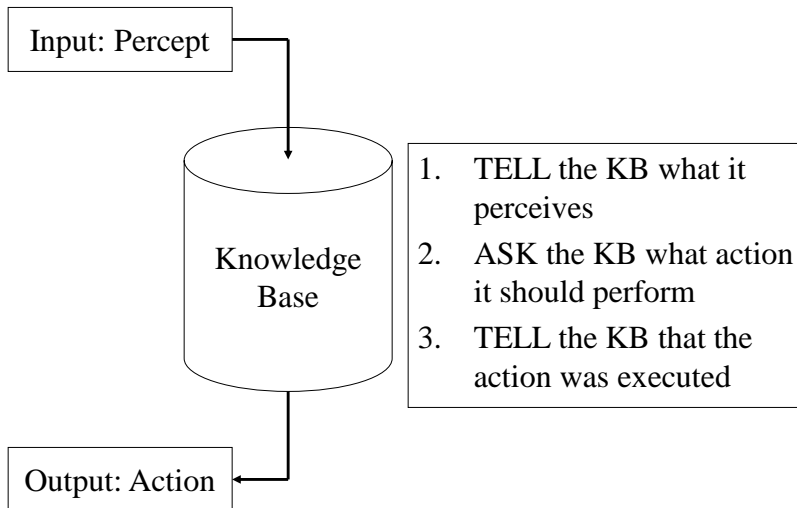 Input: Percept
Knowledge
Base
1. TELL the KB what it
perceives
2. ASK the KB what action
it should perform
3. TELL the KB that the
action was executed
Output: Action